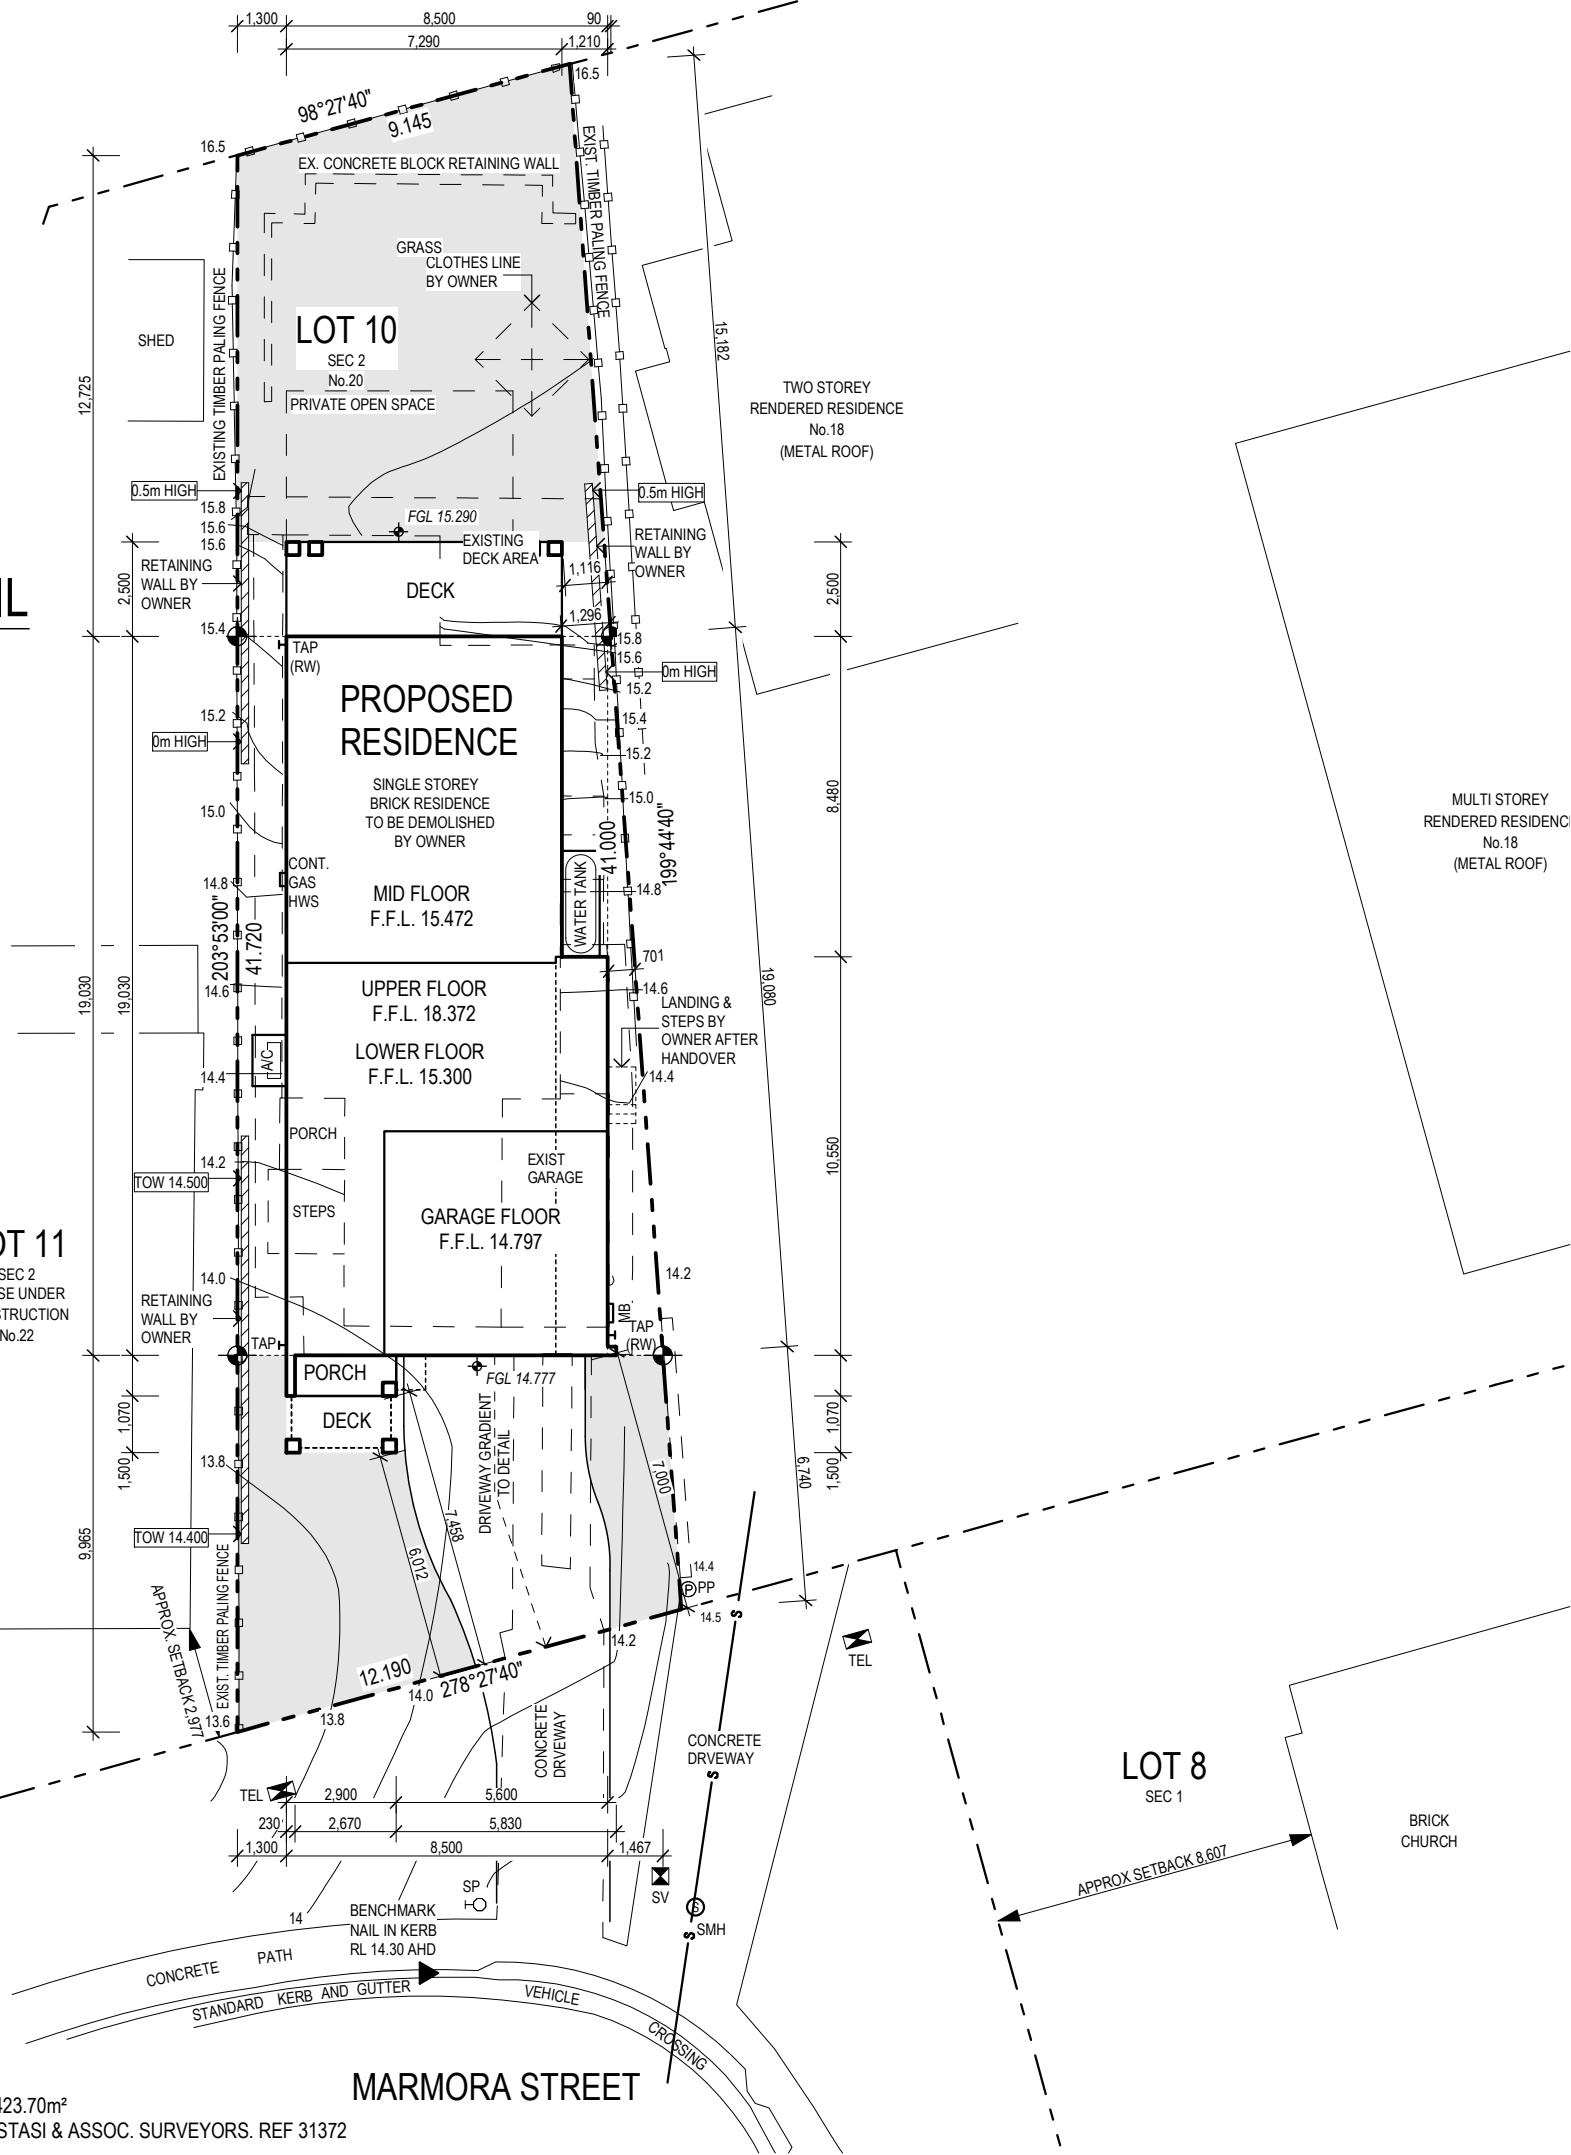 1,300
8,500
90
7,290
1,210
16.5
98°27'40"
9.145
16.5
EX. CONCRETE BLOCK RETAINING WALL
EXIST. TIMBER PALING FENCE
GRASS
CLOTHES LINE
BY OWNER
EXISTING TIMBER PALING FENCE
SHED
LOT 10
SEC 2
No.20
PRIVATE OPEN SPACE
12,725
15,182
TWO STOREY
RENDERED RESIDENCE
No.18
(METAL ROOF)
0.5m HIGH
0.5m HIGH
15.8
15.6
15.6
FGL 15.290
EXISTING
DECK AREA
RETAINING
WALL BY
OWNER
RETAINING
WALL BY
OWNER
2,500
2,500
DECK
1,116
1,296
15.4
15.8
15.6
TAP
(RW)
0m HIGH
15.2
PROPOSED
RESIDENCE
15.2
15.4
0m HIGH
15.2
SINGLE STOREY
BRICK RESIDENCE
TO BE DEMOLISHED
BY OWNER
8,480
MULTI STOREY
RENDERED RESIDENCE
No.18
(METAL ROOF)
15.0
15.0
41.000
199°44'40"
CONT.
GAS
HWS
14.8
14.8
MID FLOOR
F.F.L. 15.472
WATER TANK
203°53'00"
41.720
701
19,030
19,030
19,080
14.6
14.6
UPPER FLOOR
F.F.L. 18.372
LOWER FLOOR
F.F.L. 15.300
LANDING &
STEPS BY
OWNER AFTER
HANDOVER
A/C
14.4
14.4
PORCH
14.2
TOW 14.500
EXIST
GARAGE
10,550
STEPS
GARAGE FLOOR
F.F.L. 14.797
OT 11
SEC 2
SE UNDER
STRUCTION
No.22
14.0
14.2
RETAINING
WALL BY
OWNER
TAP
MB
TAP
(RW)
PORCH
FGL 14.777
DECK
1,070
1,070
1,500
1,500
DRIVEWAY GRADIENT
TO DETAIL
13.8
7,000
6,740
7,458
6,012
TOW 14.400
9,965
EXIST. TIMBER PALING FENCE
APPROX. SETBACK 2,977
14.4
PP
14.5
14.2
TEL
12.190
278°27'40"
14.0
13.6
13.8
CONCRETE
DRVEWAY
CONCRETE
DRVEWAY
S
S
S
LOT 8
SEC 1
TEL
2,900
5,600
230
2,670
5,830
1,300
8,500
1,467
BRICK
CHURCH
APPROX SETBACK 8,607
SP
SV
S
SMH
14
BENCHMARK
NAIL IN KERB
RL 14.30 AHD
CONCRETE PATH
STANDARD KERB AND GUTTER
VEHICLE
CROSSING
MARMORA STREET
423.70m²
STASI & ASSOC. SURVEYORS. REF 31372